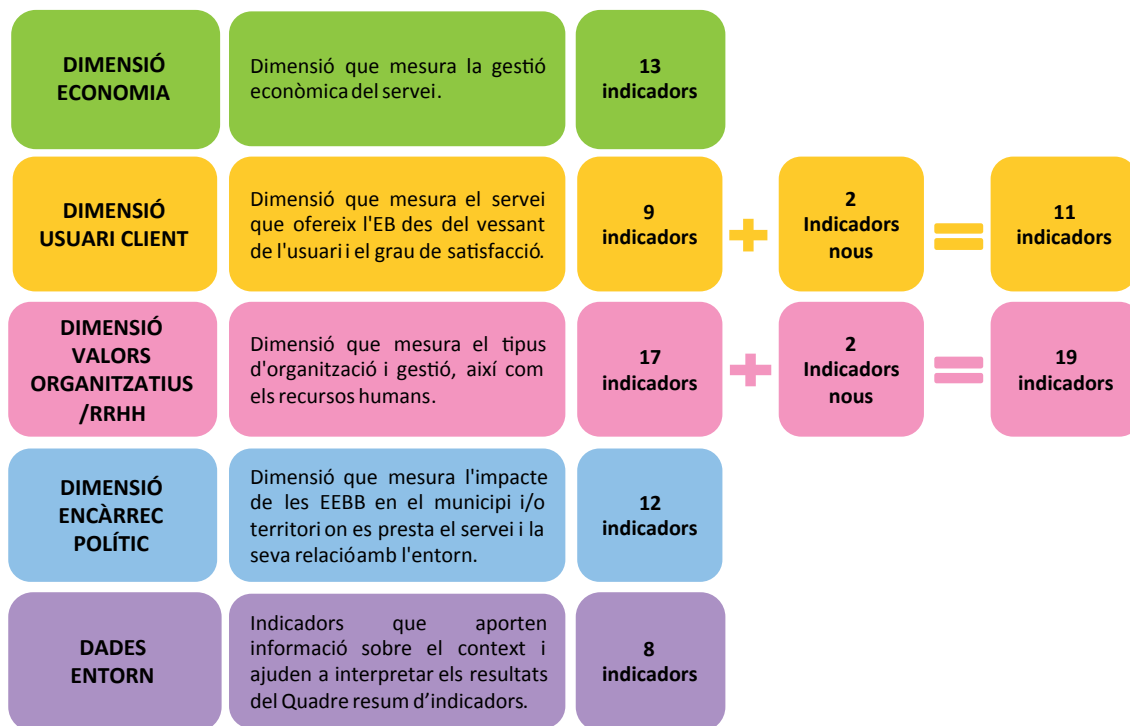 DIMENSIÓ
ECONOMIA
Dimensió que mesura la gestió
econòmica del servei.
13
indicadors
DIMENSIÓ
USUARI CLIENT
Dimensió que mesura el servei
que ofereix l'EB des del vessant
de l'usuari i el grau de satisfacció.
9
indicadors
+
2
Indicadors
nous
=
11
indicadors
DIMENSIÓ
VALORS
ORGANITZATIUS
/RRHH
Dimensió que mesura el tipus
d'organització i gestió, així com
els recursos humans.
17
indicadors
+
2
Indicadors
nous
=
19
indicadors
DIMENSIÓ
ENCÀRREC
POLÍTIC
Dimensió que mesura l'impacte
de les EEBB en el municipi i/o
territori on es presta el servei i la
seva relació amb l'entorn.
12
indicadors
DADES
ENTORN
Indicadors que aporten
informació sobre el context i
ajuden a interpretar els resultats
del Quadre resum d’indicadors.
8
indicadors